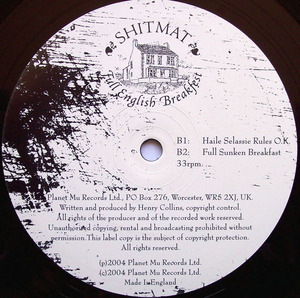 SHITMAT
Full English Breakfast
B1: Haile Selassie Rules O.K.
B2: Full Sunken Breakfast
33rpm.
Planet Mu Records Ltd., PO Box 276, Worcester, WR5 2XJ, UK.
Written and produced by Henry Collins, copyright control.
All rights of the producer and of the recorded work reserved.
Unauthorised copying, rental and broadcasting prohibited without
permission. This label copy is the subject of copyright protection.
All rights reserved.
(p)2004 Planet Mu Records Ltd.
(c)2004 Planet Mu Records Ltd.
Made In England